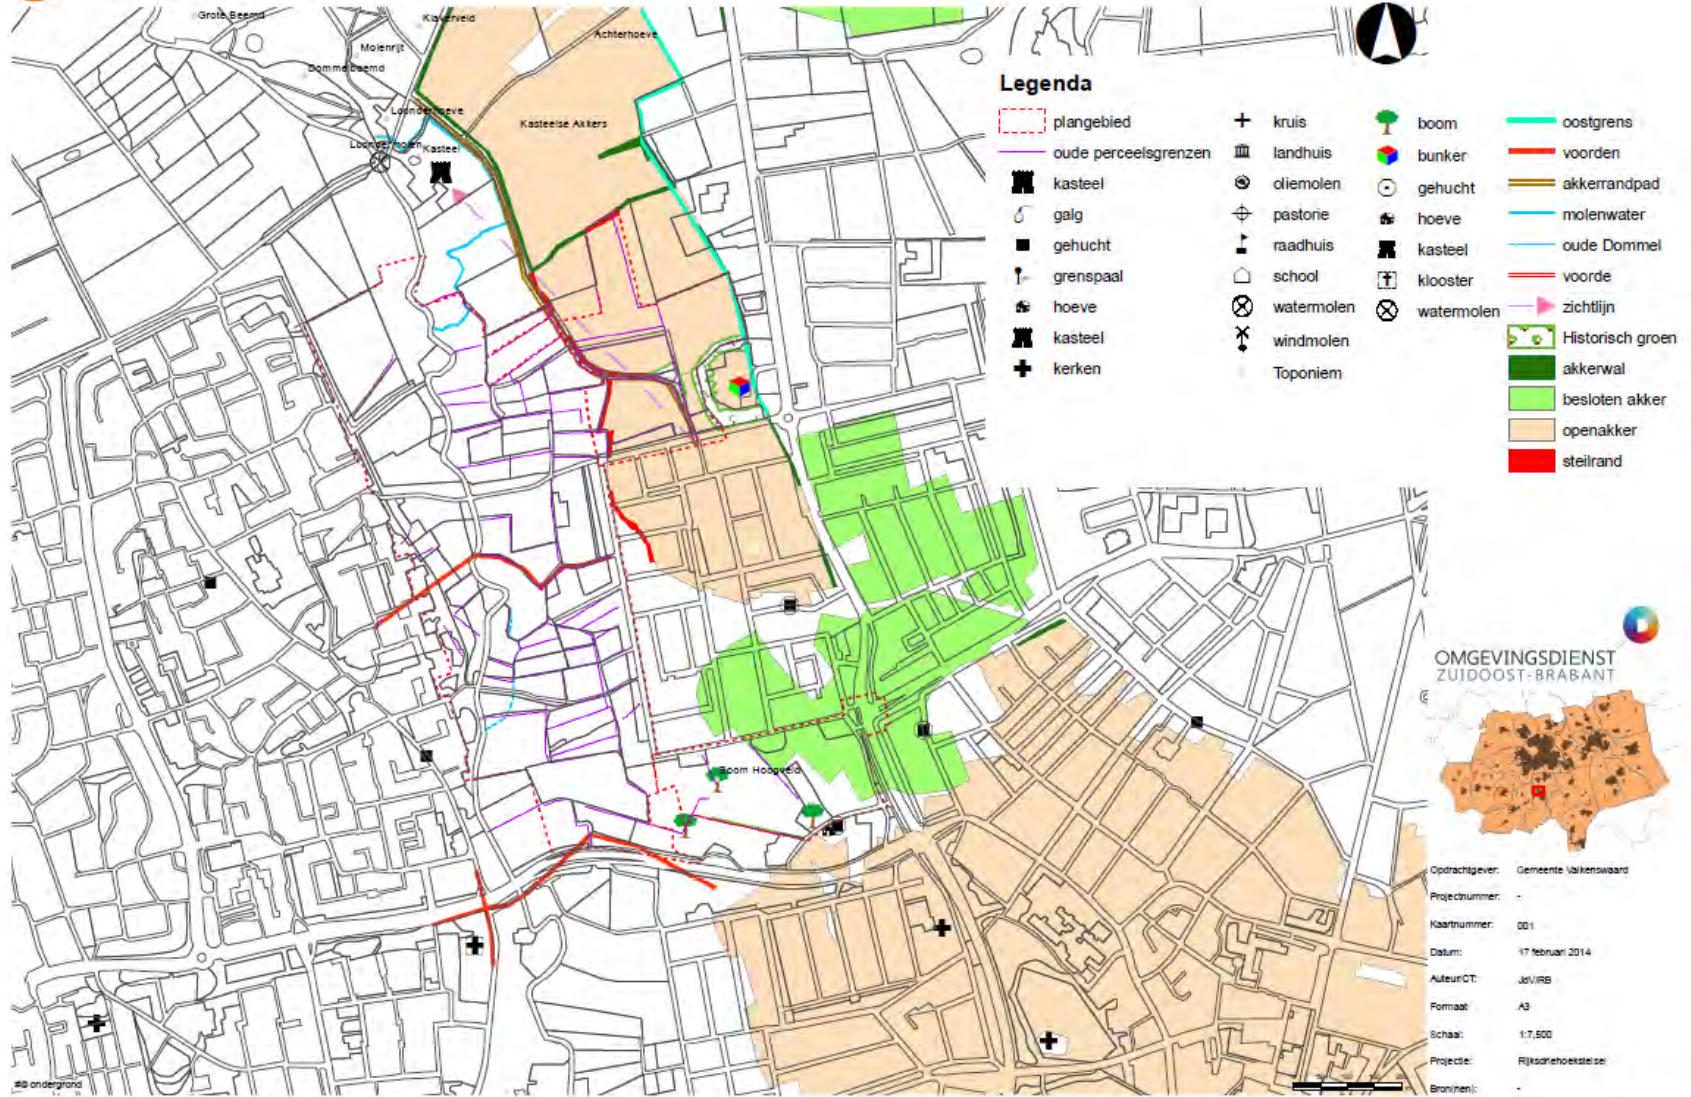 Grote Beemd
Klaverveld
Molenrijt
Dommelbeemd
Loonderhoeve
Loondermolen
Kasteel
Achterhoeve
Kasteelse Akkers
Boom Hoogveld
Legenda
plangebied
oude perceelsgrenzen
kasteel
galg
gehucht
grenspaal
hoeve
kasteel
kerken
kruis
landhuis
oliemolen
pastorie
raadhuis
school
watermolen
windmolen
Toponiem
boom
bunker
gehucht
hoeve
kasteel
klooster
watermolen
oostgrens
voorden
akkerrandpad
molenwater
oude Dommel
voorde
zichtlijn
Historisch groen
akkerwal
besloten akker
openakker
steilrand
OMGEVINGSDIENST
ZUIDOOST-BRABANT
Opdrachtgever: Gemeente Valkenswaard
Projectnummer: -
Kaartnummer: 001
Datum: 17 februari 2014
Auteur/CT: JdV/RB
Formaat: A3
Schaal: 1:7,500
Projectie: Rijksdriehoekstelsel
Bron(nen): -
ondergrond